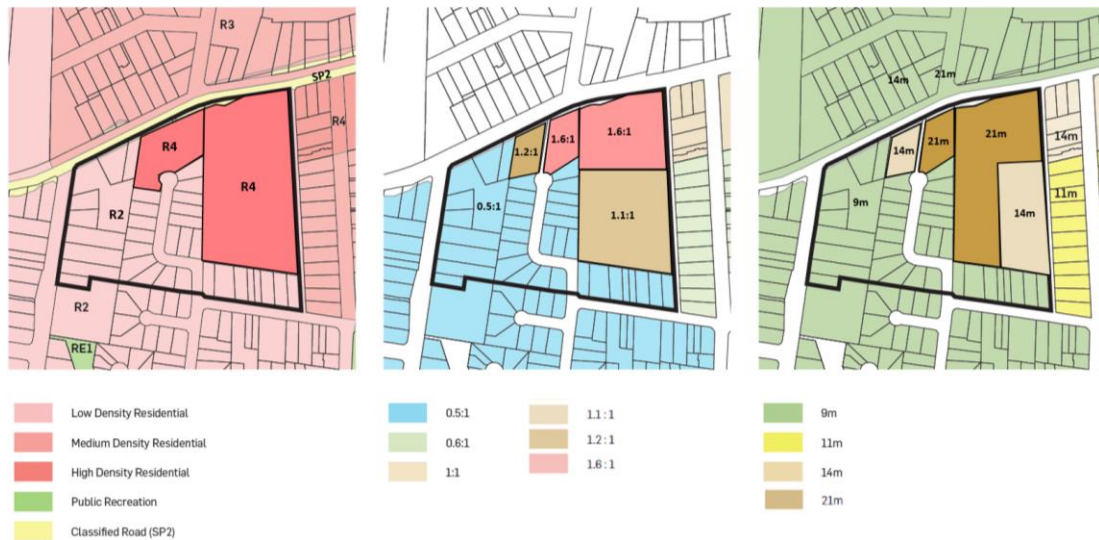 R3
SP2
R4
R4
R4
R2
R2
RE1
1.2:1
1.6:1
1.6:1
0.5:1
1.1:1
14m
21m
14m
21m
21m
14m
9m
11m
14m
Low Density Residential
Medium Density Residential
High Density Residential
Public Recreation
Classified Road (SP2)
0.5:1
0.6:1
1:1
1.1 : 1
1.2 : 1
1.6 : 1
9m
11m
14m
21m